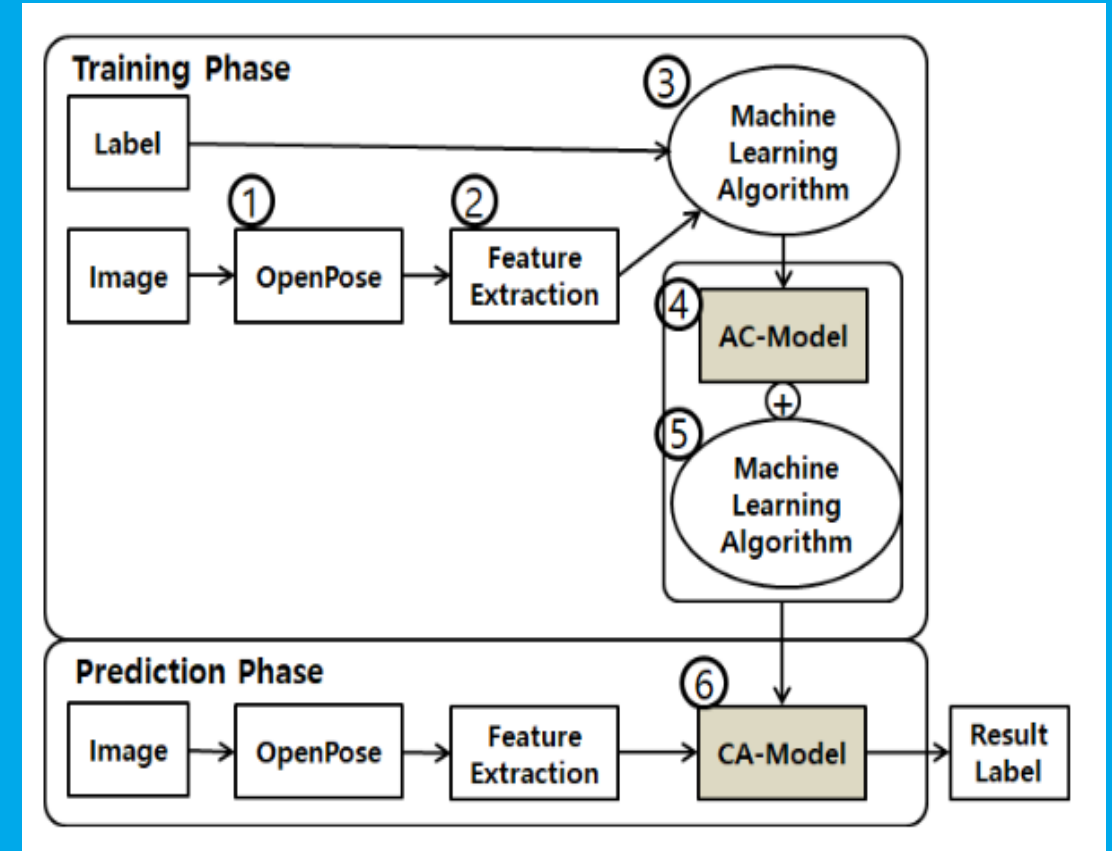 Training Phase
Label
3
Machine
Learning
Algorithm
1
2
Image
OpenPose
Feature
Extraction
4
AC-Model
+
5
Machine
Learning
Algorithm
Prediction Phase
6
Image
OpenPose
Feature
Extraction
CA-Model
Result
Label